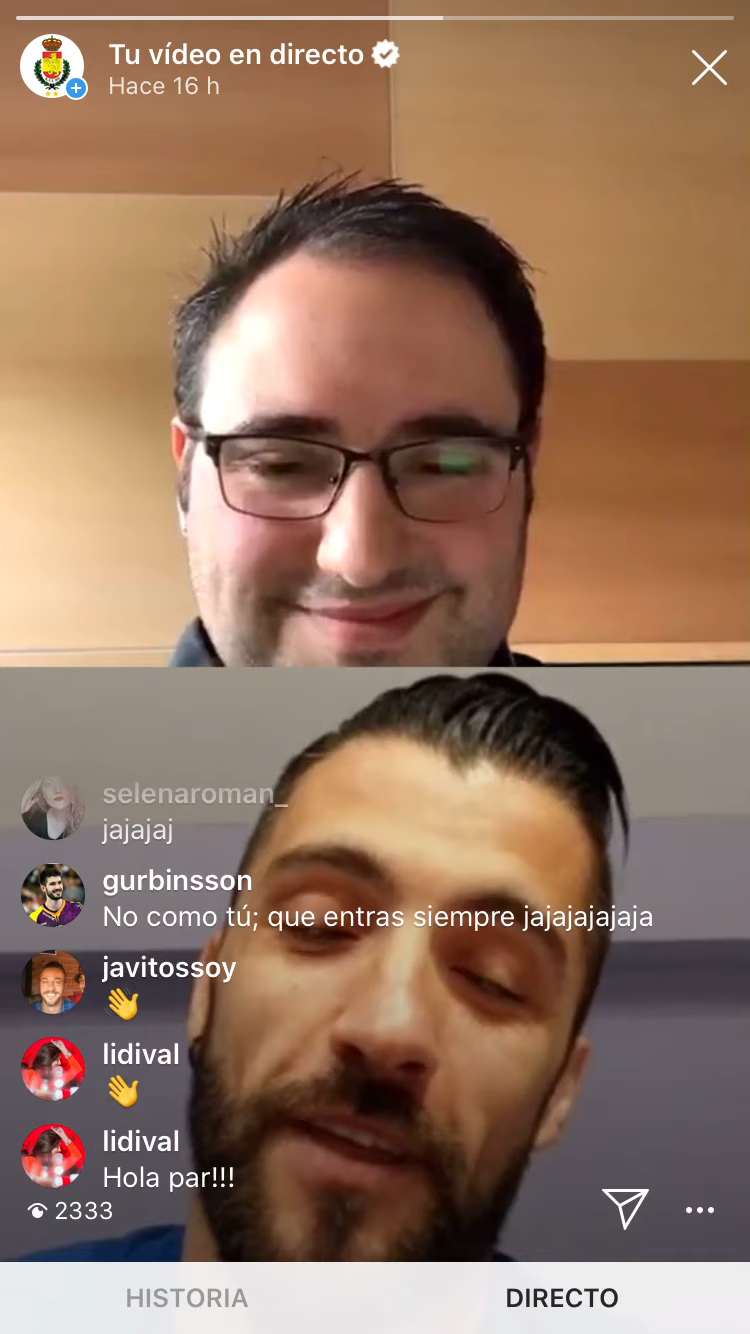 Tu vídeo en directo
Hace 16 h
selenaroman_
jajajaj
gurbinsson
No como tú; que entras siempre jajajajajaja
javitossoy
👋
lidival
👋
lidival
Hola par!!!
2333
HISTORIA
DIRECTO